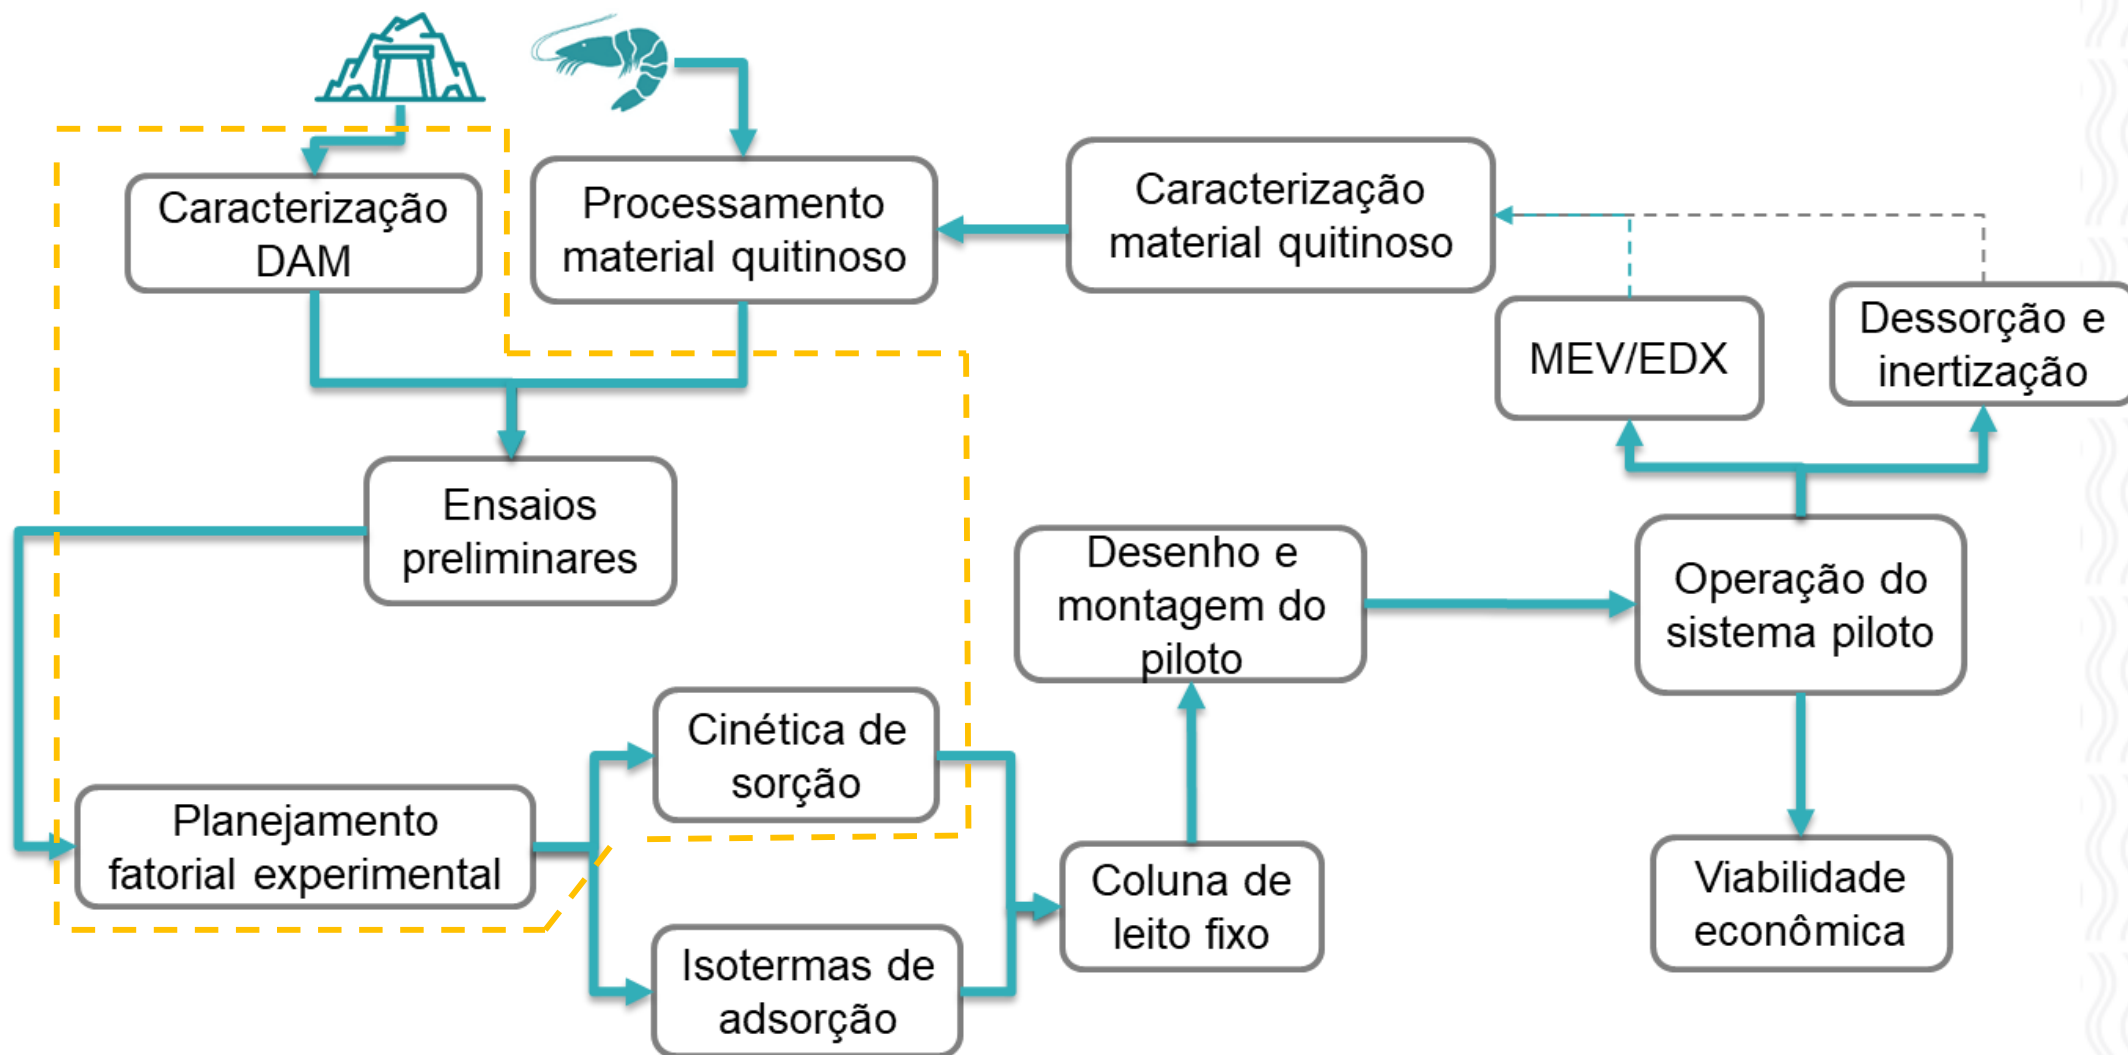 Caracterização
DAM
Processamento
material quitinoso
Caracterização
material quitinoso
MEV/EDX
Dessorção e
inertização
Ensaios
preliminares
Desenho e
montagem do
piloto
Operação do
sistema piloto
Cinética de
sorção
Planejamento
fatorial experimental
Coluna de
leito fixo
Viabilidade
econômica
Isotermas de
adsorção